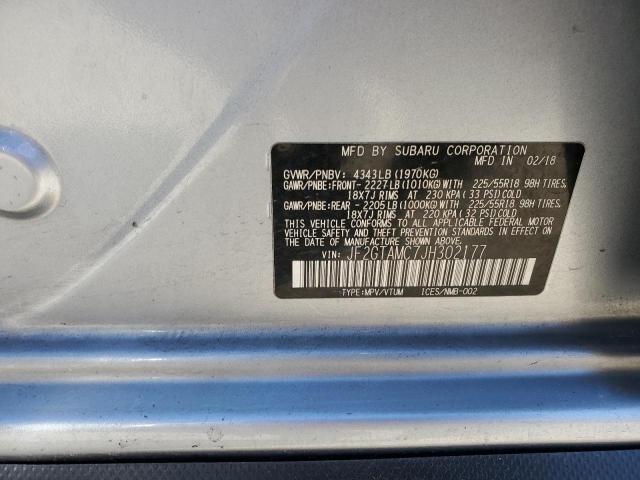 MFD BY SUBARU CORPORATION
MFD IN 02/18
GVWR/PNBV: 4343LB (1970KG)
GAWR/PNBE:FRONT- 2227LB(1010KG)WITH 225/55R18 98H TIRES
18X7J RIMS AT 230 KPA (33 PSI)COLD
GAWR/PNBE:REAR - 2205LB(1000KG)WITH 225/55R18 98H TIRES
18X7J RIMS AT 220 KPA (32 PSI)COLD
THIS VEHICLE CONFORMS TO ALL APPLICABLE FEDERAL MOTOR
VEHICLE SAFETY AND BUMPER STANDARDS IN EFFECT ON THE
DATE OF MANUFACTURE SHOWN ABOVE.
VIN: JF2GTAMC7JH302177
TYPE:MPV/VTUM ICES/NMB-002